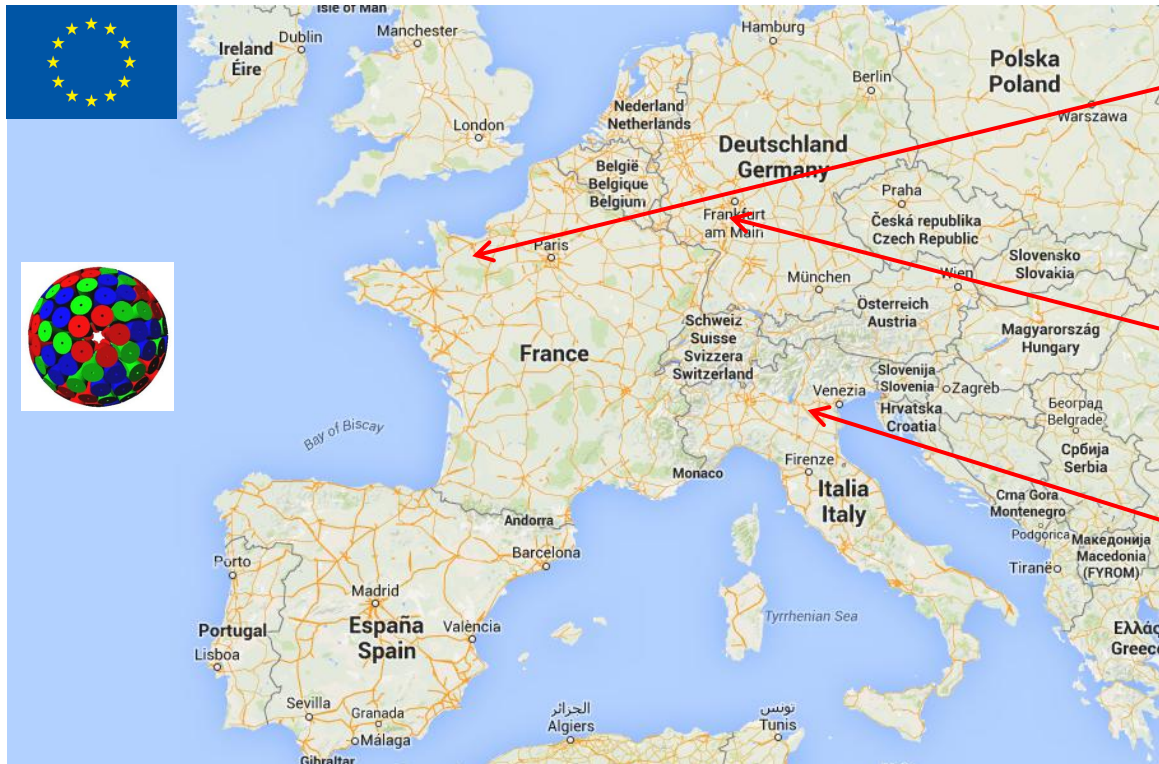 Isle of Man
Ireland
Éire
Dublin
Manchester
Hamburg
Berlin
Polska
Poland
Warszawa
Nederland
Netherlands
London
Deutschland
Germany
België
Belgique
Belgium
Praha
Frankfurt
am Main
Česká republika
Czech Republic
Paris
Slovensko
Slovakia
München
Wien
Österreich
Austria
Schweiz
Suisse
Svizzera
Switzerland
Magyarország
Hungary
France
Slovenija
Slovenia
Zagreb
Venezia
Hrvatska
Croatia
Београд
Belgrade
Bay of Biscay
Србија
Serbia
Firenze
Monaco
Italia
Italy
Crna Gora
Montenegro
Andorra
Podgorica
Македонија
Macedonia
(FYROM)
Barcelona
Porto
Tiranë
Madrid
Tyrrhenian Sea
España
Spain
Valencia
Portugal
Lisboa
Ελλάς
Greece
Sevilla
Granada
Málaga
الجزائر
Algiers
تونس
Tunis
Gibraltar